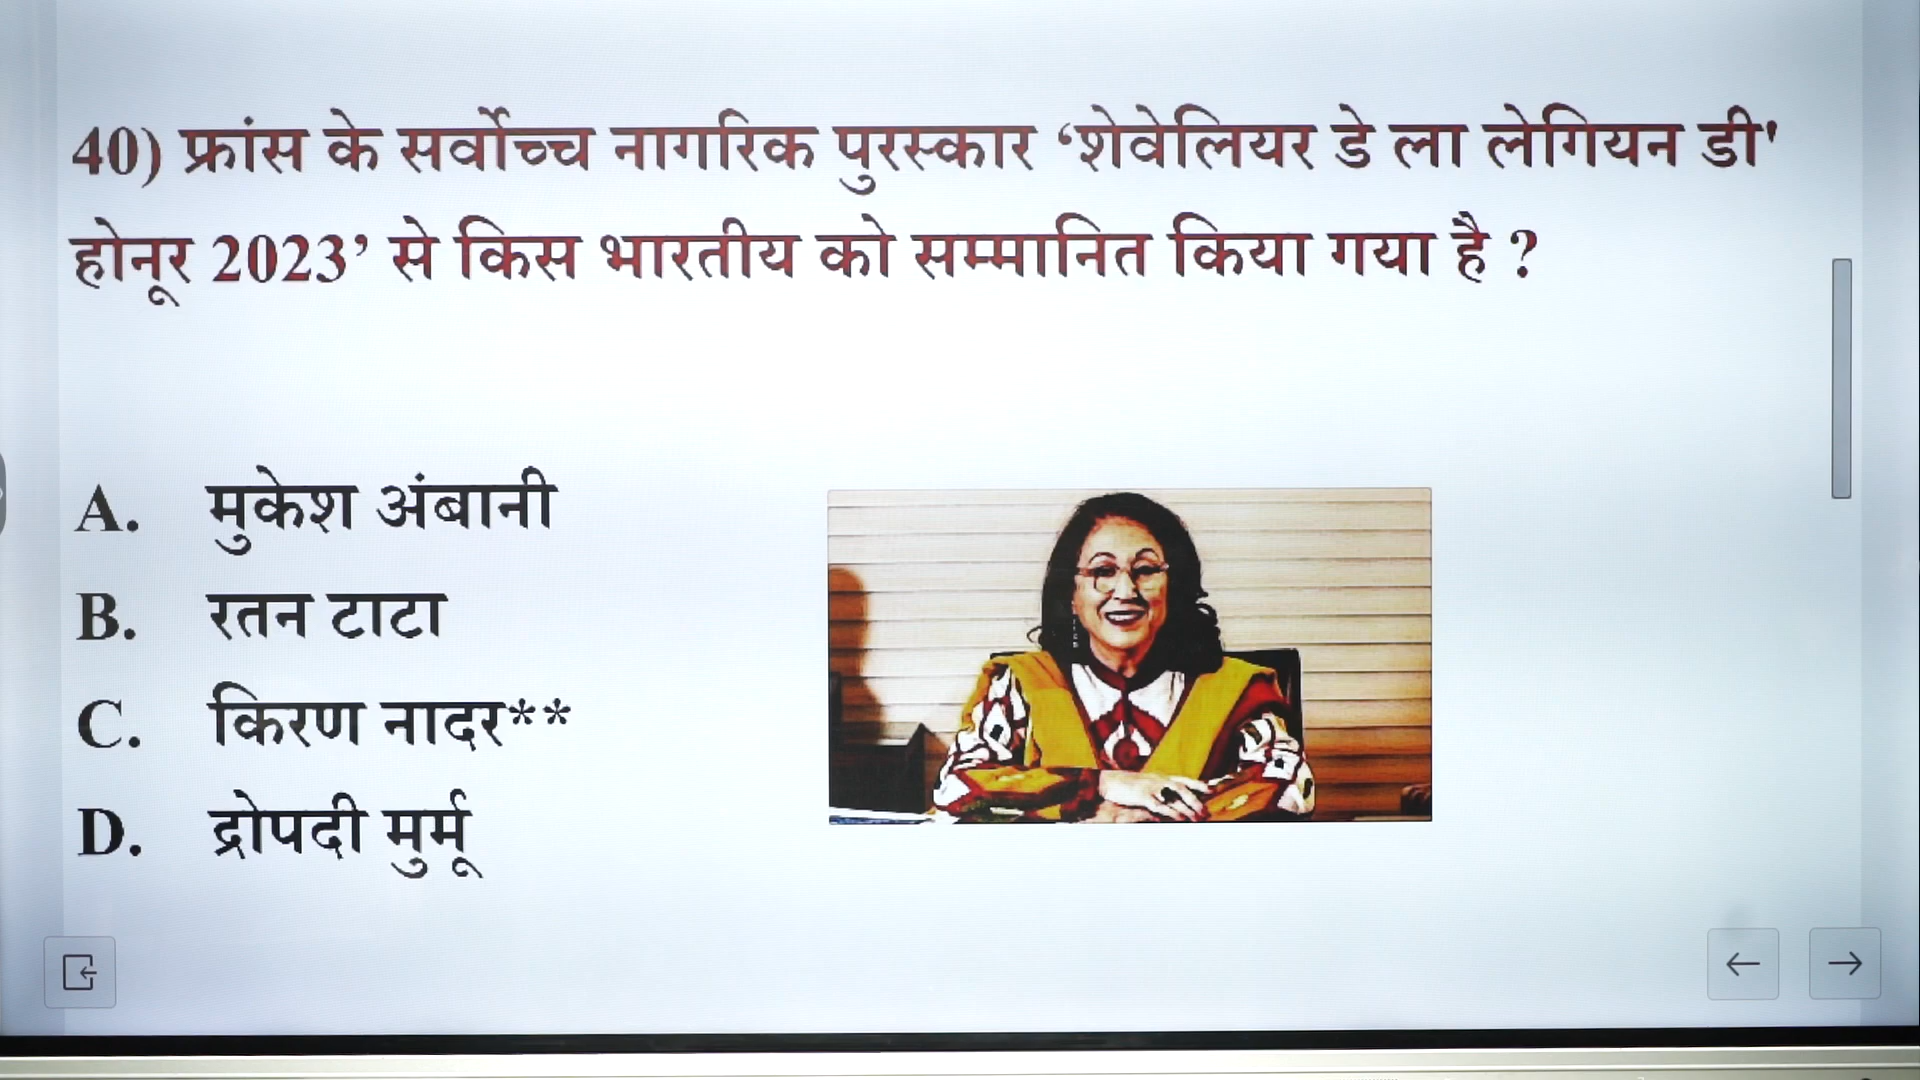 40) फ्रांस के सर्वोच्च नागरिक पुरस्कार ‘शेवेलियर डे ला लेगियन डी'
होनूर 2023’ से किस भारतीय को सम्मानित किया गया है ?
A. मुकेश अंबानी
B. रतन टाटा
C. किरण नादर**
D. द्रोपदी मुर्मू